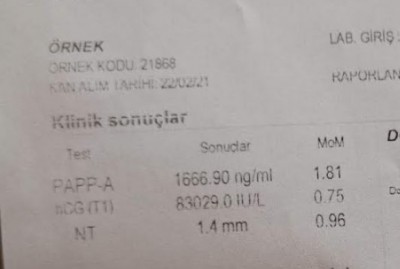 ÖRNEK
LAB. GİRİŞ
ÖRNEK KODU: 21868
KAN ALIM TARİHİ: 22/02/21
RAPORLAN
Klinik sonuçlar
Test Sonuçlar MoM
PAPP-A 1666.90 ng/ml 1.81
hCG (T1) 83029.0 IU/L 0.75
NT 1.4 mm 0.96